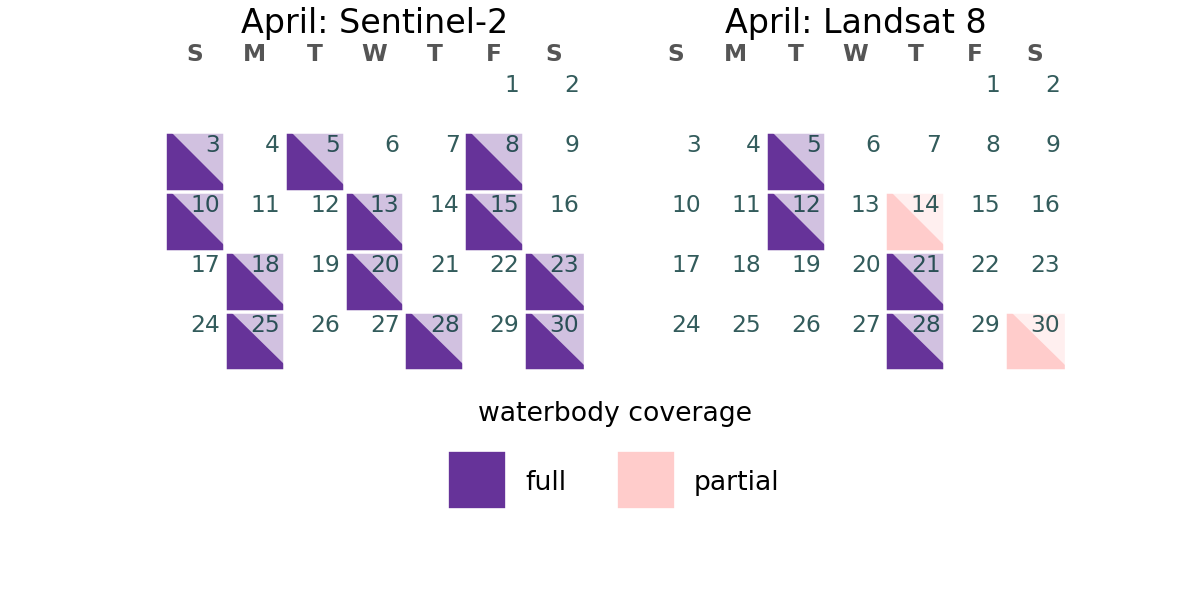 April: Sentinel-2
S M T W T F S
1 2
3 4 5 6 7 8 9
10 11 12 13 14 15 16
17 18 19 20 21 22 23
24 25 26 27 28 29 30
April: Landsat 8
S M T W T F S
1 2
3 4 5 6 7 8 9
10 11 12 13 14 15 16
17 18 19 20 21 22 23
24 25 26 27 28 29 30
waterbody coverage
full
partial